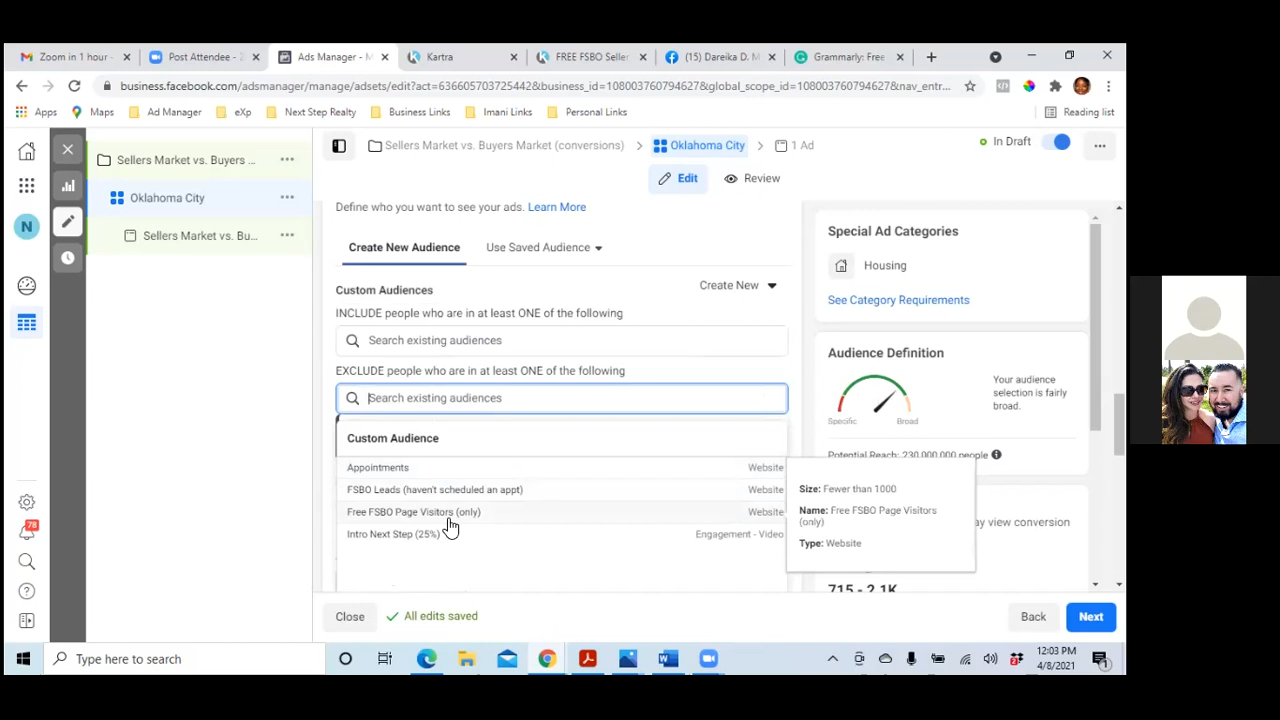 Zoom in 1 hour -
Post Attendee - Z
Ads Manager - M
Kartra
FREE FSBO Seller
(15) Dareika D. M
Grammarly: Free
business.facebook.com/adsmanager/manage/adsets/edit?act=636605703725442&business_id=1080037607946​27&global_scope_id=108003760794627&nav_entr...
Apps
Maps
Ad Manager
eXp
Next Step Realty
Business Links
Imani Links
Personal Links
Reading list
Sellers Market vs. Buyers ...
Oklahoma City
Sellers Market vs. Bu...
N
78
Sellers Market vs. Buyers Market (conversions)
Oklahoma City
1 Ad
In Draft
Edit
Review
Define who you want to see your ads. Learn More
Create New Audience
Use Saved Audience
Custom Audiences
Create New
INCLUDE people who are in at least ONE of the following
Search existing audiences
EXCLUDE people who are in at least ONE of the following
Search existing audiences
Custom Audience
Appointments Website
FSBO Leads (haven't scheduled an appt) Website
Free FSBO Page Visitors (only) Website
Intro Next Step (25%) Engagement - Video
Size: Fewer than 1000
Name: Free FSBO Page Visitors
(only)
Type: Website
Special Ad Categories
Housing
See Category Requirements
Audience Definition
Specific
Broad
Your audience
selection is fairly
broad.
Potential Reach: 230,000,000 people
ay view conversion
715 - 2.1K
Close
All edits saved
Back
Next
Type here to search
12:03 PM
4/8/2021
1